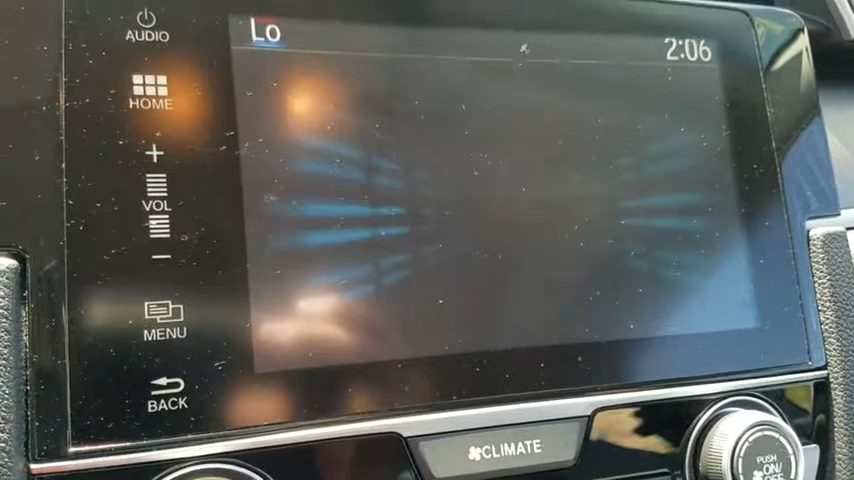 AUDIO
Lo
2:06
HOME
+
VOL
–
MENU
BACK
CLIMATE
PUSH
ON/
OFF